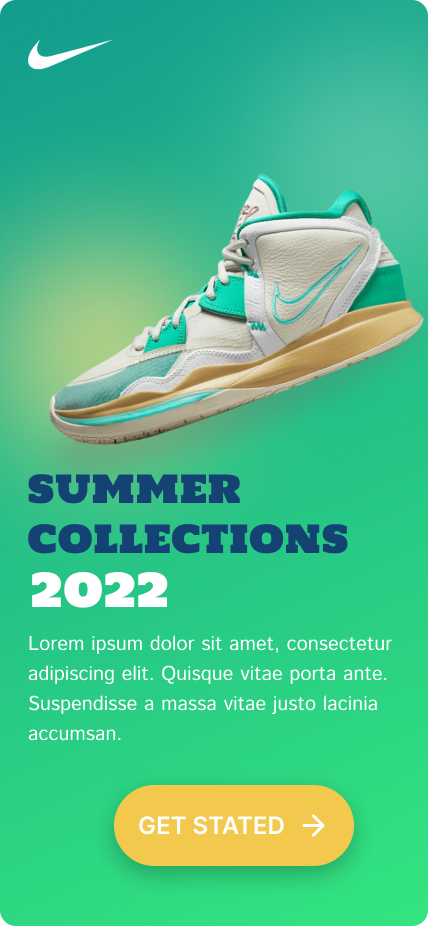 SUMMER
COLLECTIONS
2022
Lorem ipsum dolor sit amet, consectetur
adipiscing elit. Quisque vitae porta ante.
Suspendisse a massa vitae justo lacinia
accumsan.
GET STATED